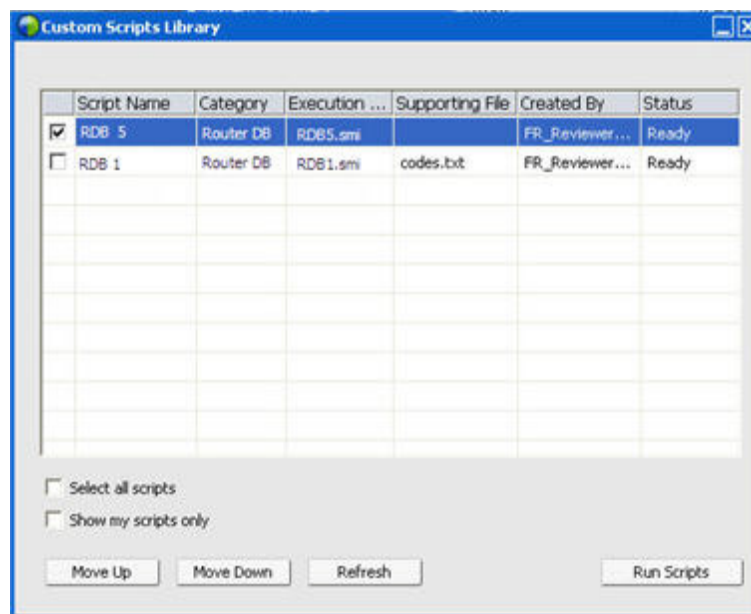 Custom Scripts Library
Script Name Category Execution ... Supporting File Created By Status
RDB 5 Router DB RDB5.smi FR_Reviewer... Ready
RDB 1 Router DB RDB1.smi codes.txt FR_Reviewer... Ready
Select all scripts
Show my scripts only
Move Up Move Down Refresh Run Scripts